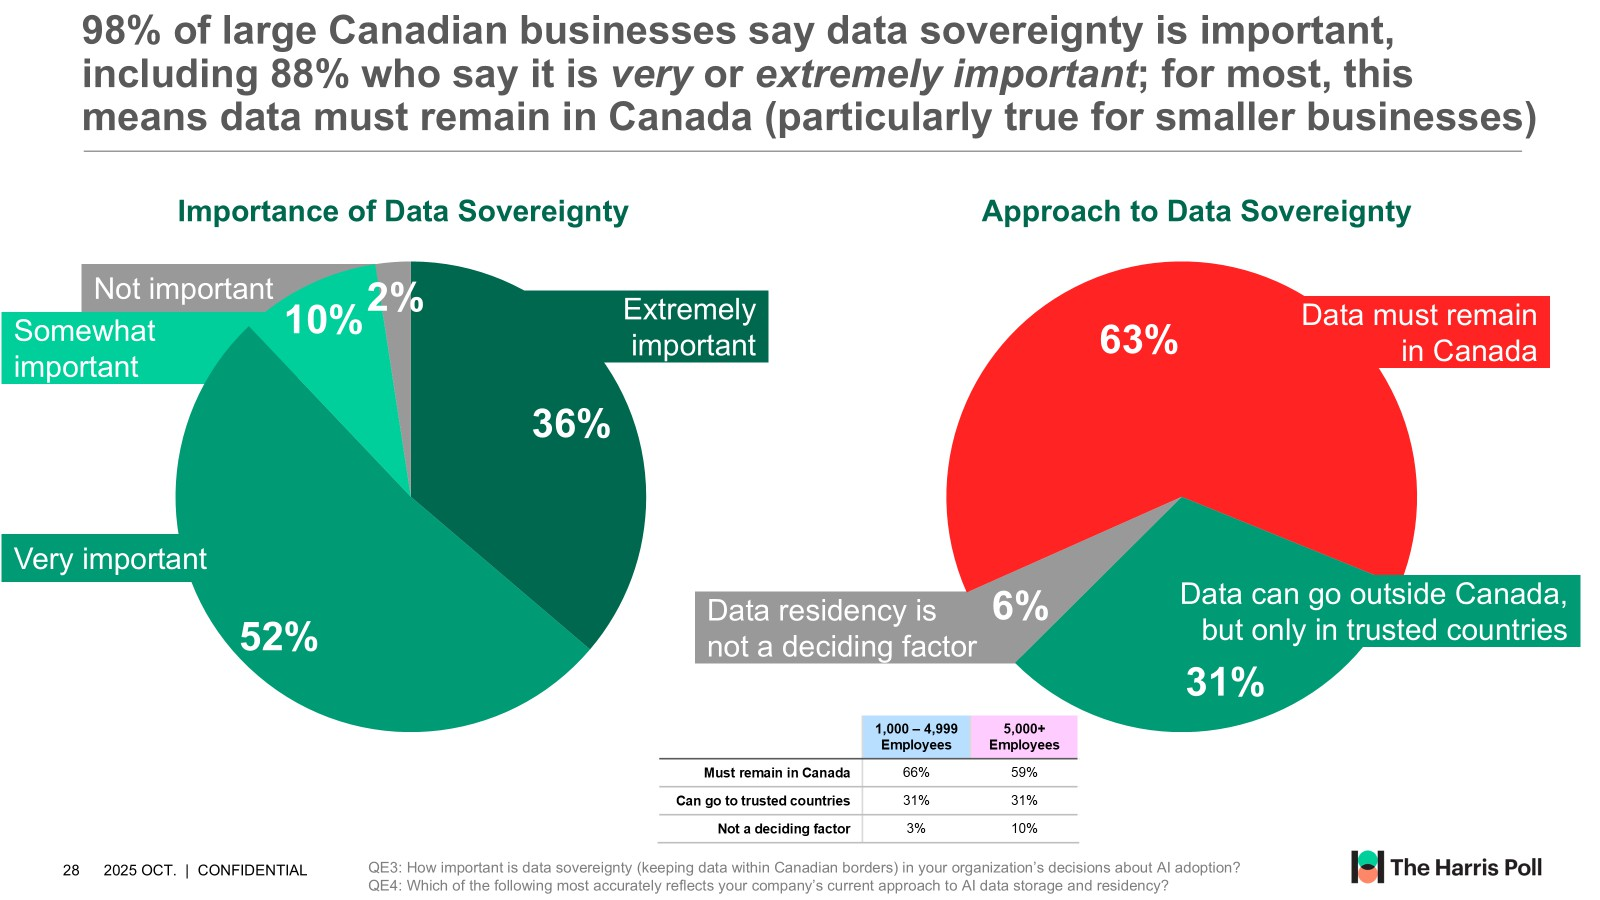 98% of large Canadian businesses say data sovereignty is important,
including 88% who say it is very or extremely important; for most, this
means data must remain in Canada (particularly true for smaller businesses)
Importance of Data Sovereignty
Not important
2%
Somewhat
important
10%
Extremely
important
36%
Very important
52%
Approach to Data Sovereignty
63%
Data must remain
in Canada
Data residency is
not a deciding factor
6%
Data can go outside Canada,
but only in trusted countries
31%
1,000 – 4,999
Employees
5,000+
Employees
Must remain in Canada 66% 59%
Can go to trusted countries 31% 31%
Not a deciding factor 3% 10%
28 2025 OCT. | CONFIDENTIAL
QE3: How important is data sovereignty (keeping data within Canadian borders) in your organization’s decisions about AI adoption?
QE4: Which of the following most accurately reflects your company’s current approach to AI data storage and residency?
The Harris Poll